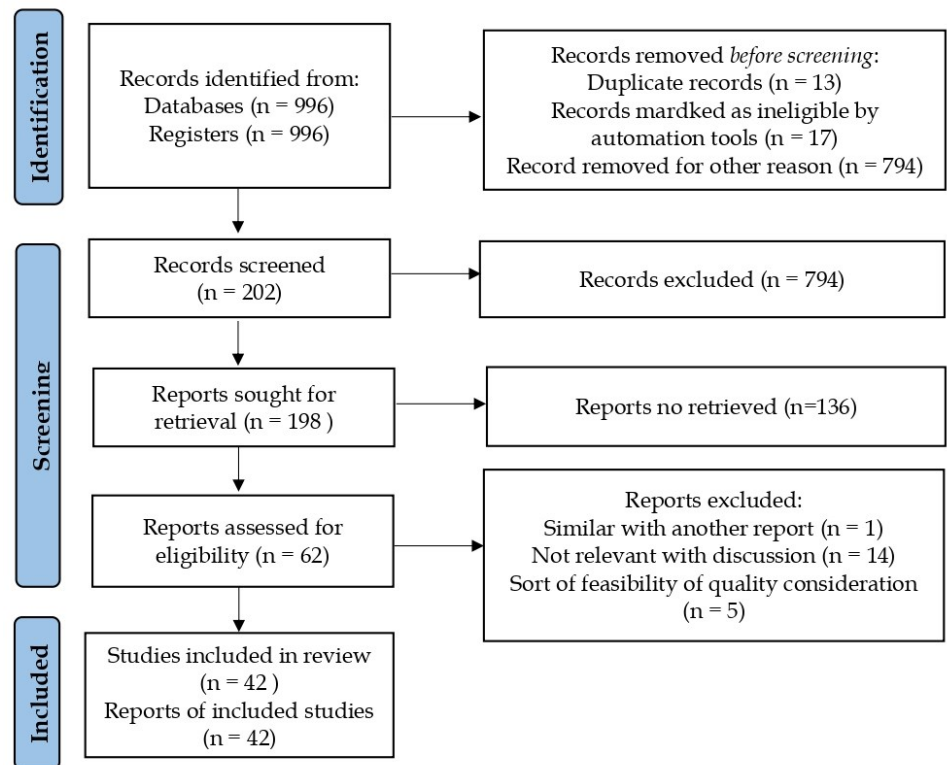 Identification
Records identified from:
Databases (n = 996)
Registers (n = 996)
Records removed before screening:
Duplicate records (n = 13)
Records mardked as ineligible by
automation tools (n = 17)
Record removed for other reason (n = 794)
Screening
Records screened
(n = 202)
Records excluded (n = 794)
Reports sought for
retrieval (n = 198 )
Reports no retrieved (n=136)
Reports assessed for
eligibility (n = 62)
Reports excluded:
Similar with another report (n = 1)
Not relevant with discussion (n = 14)
Sort of feasibility of quality consideration
(n = 5)
Included
Studies included in review
(n = 42 )
Reports of included studies
(n = 42)